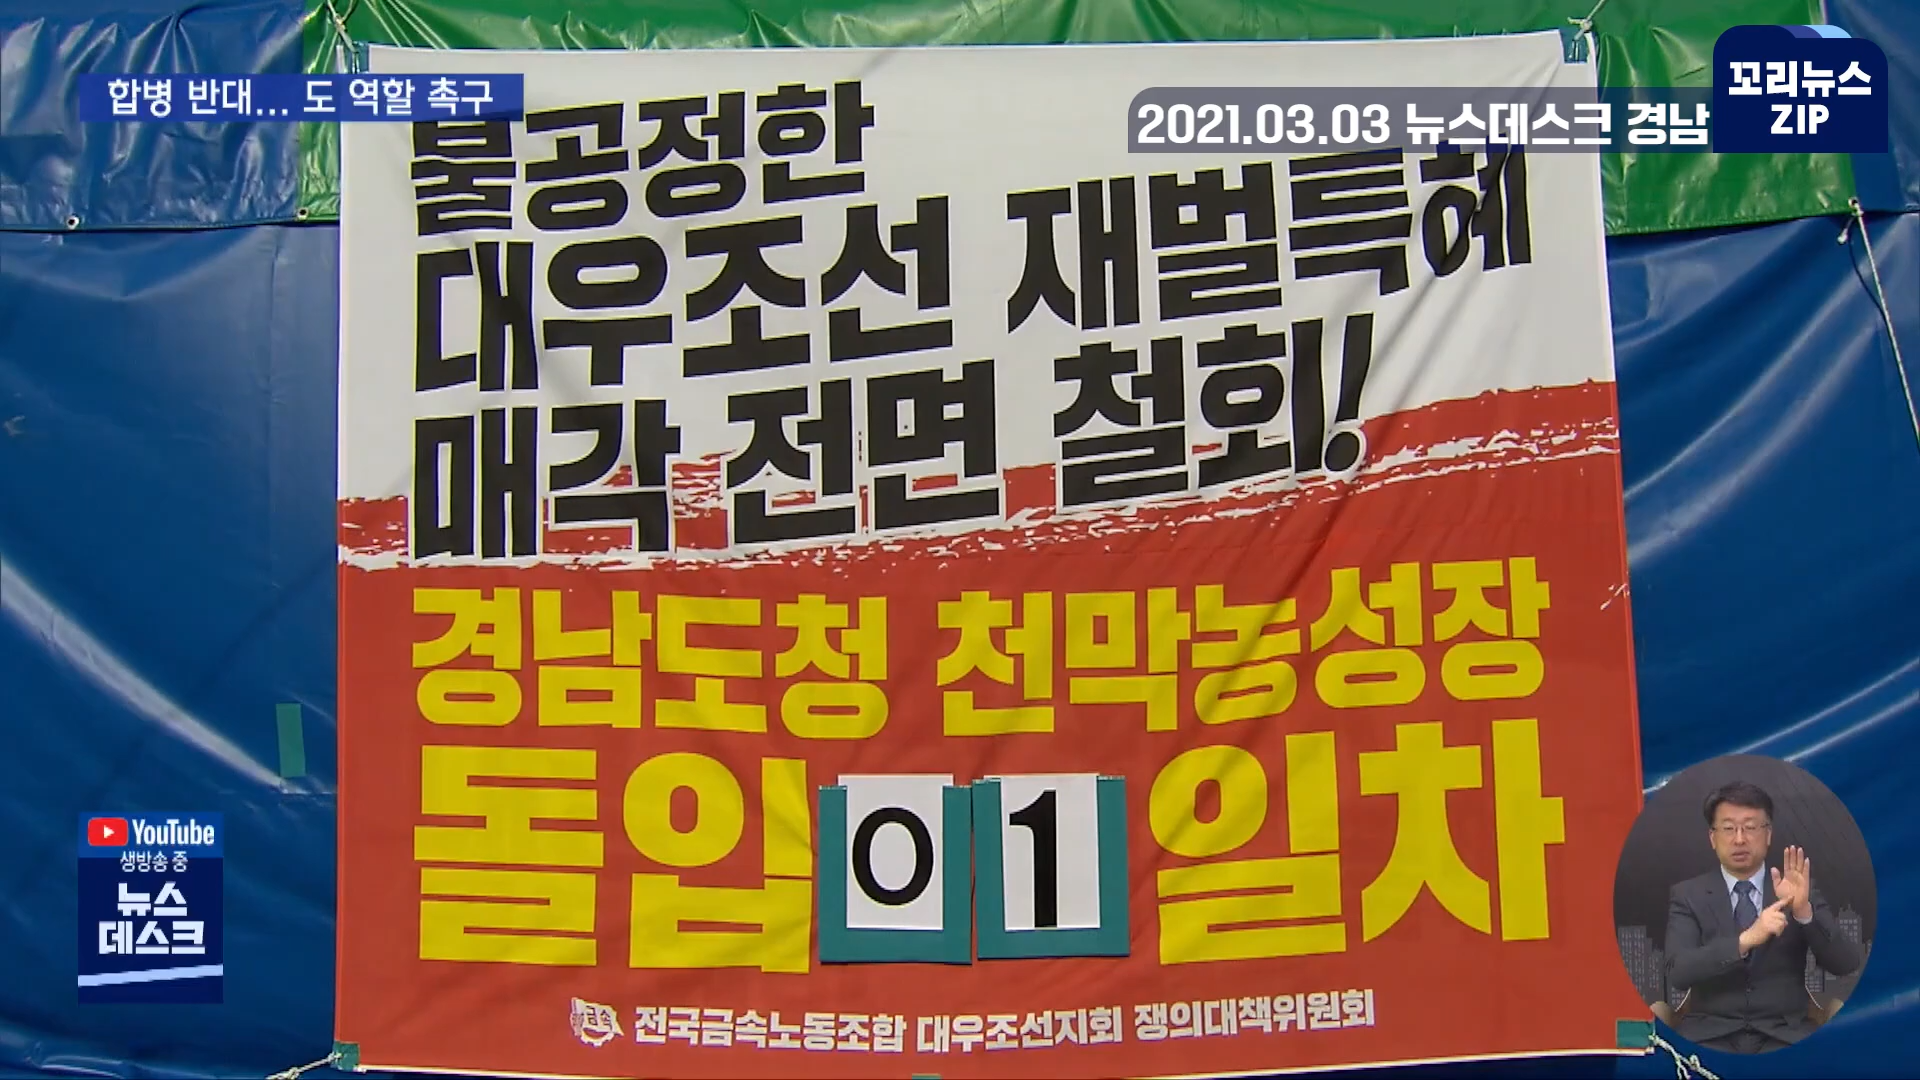 합병 반대... 도 역할 촉구
2021.03.03 뉴스데스크 경남
꼬리뉴스
ZIP
불공정한
대우조선 재벌특혜
매각 전면 철회!
경남도청 천막농성장
돌입 01 일차
전국금속노동조합 대우조선지회 쟁의대책위원회
YouTube
생방송 중
뉴스
데스크